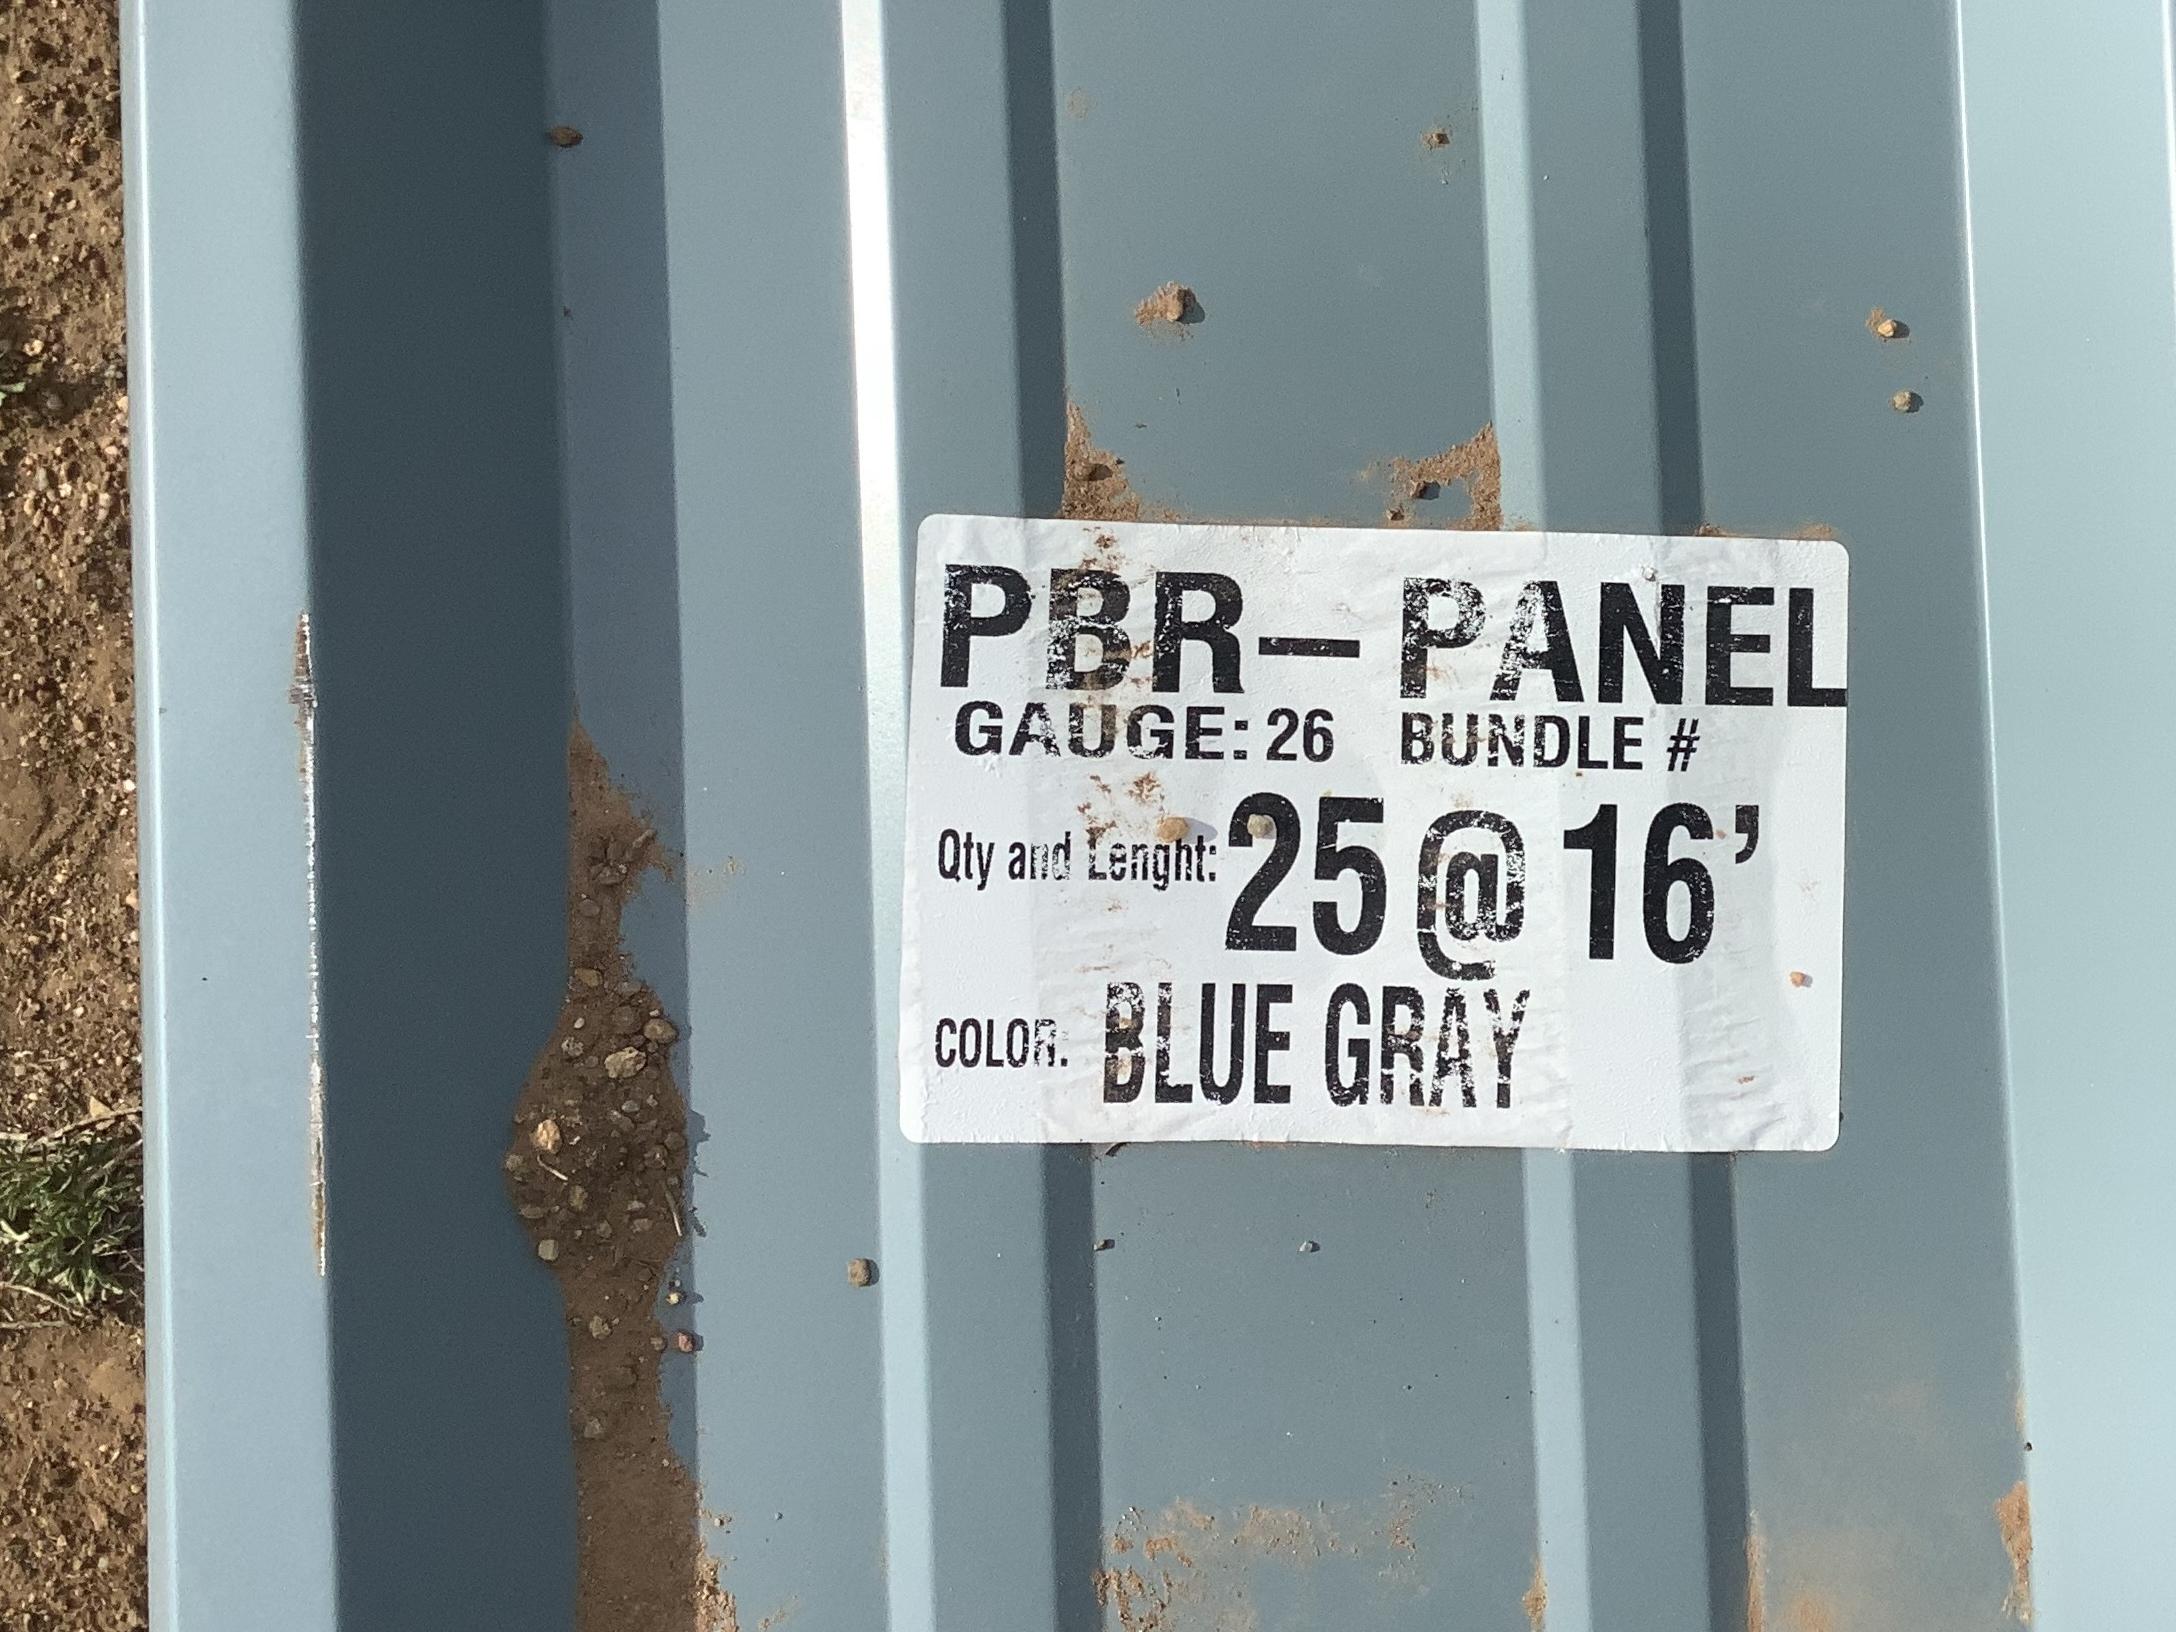 PBR— PANEL
GAUGE: 26 BUNDLE #
Qty and Lenght: 25 @ 16’
COLOR: BLUE GRAY